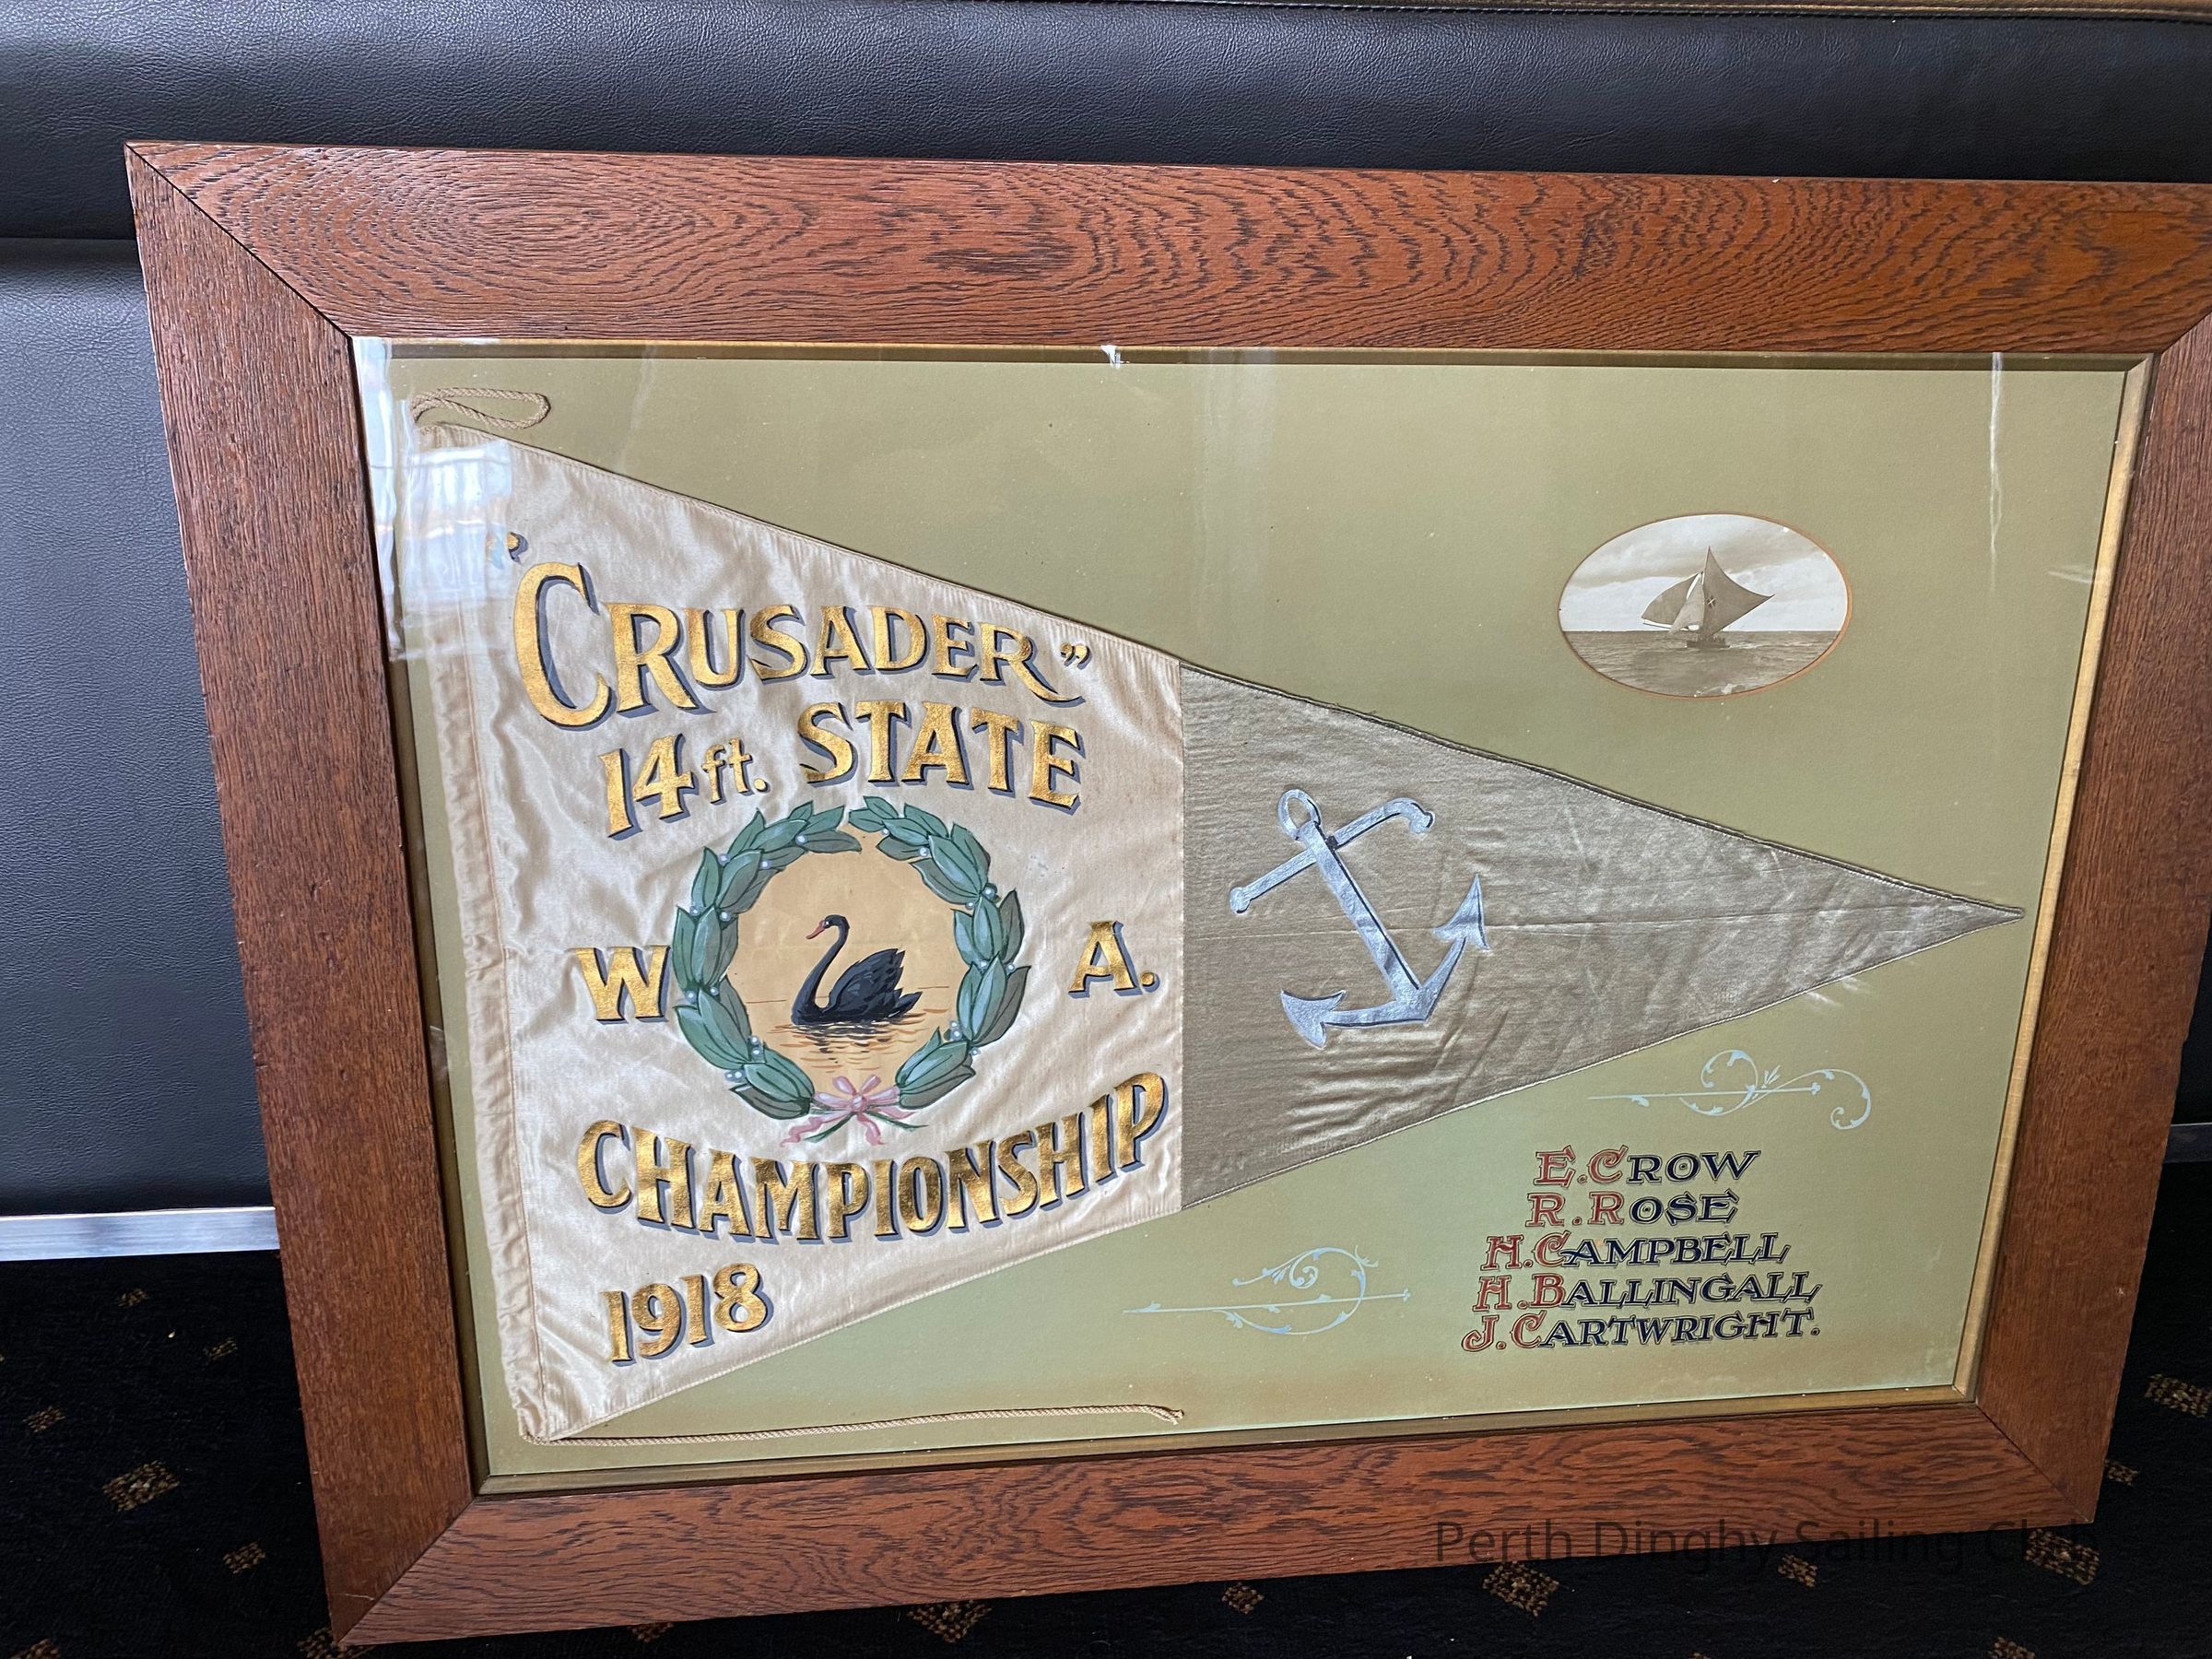 "CRUSADER"
14ft. STATE
W A.
CHAMPIONSHIP
1918
E. CROW
R. ROSE
H. CAMPBELL
H. BALLINGALL
J. CARTWRIGHT.
Perth Dinghy Sailing Club